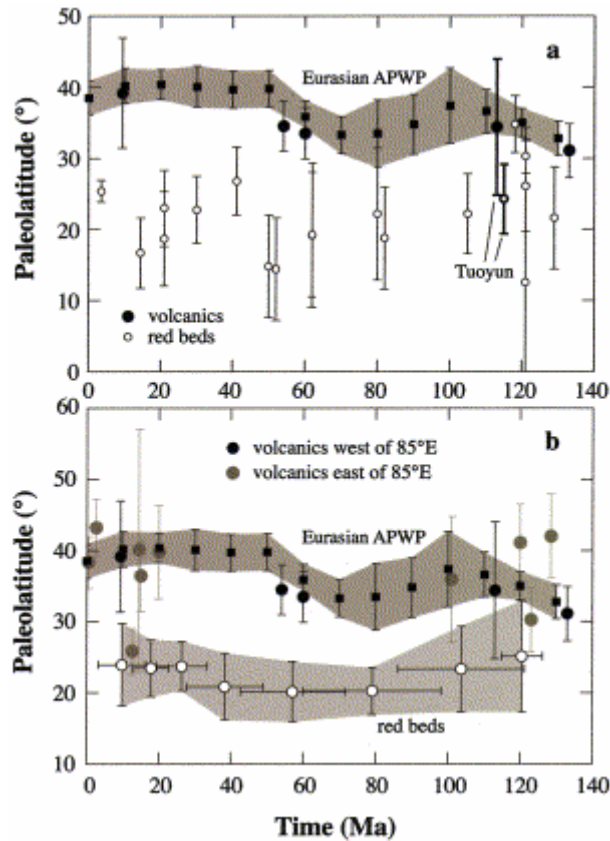 50
a
Eurasian APWP
40
30
20
Tuoyun
10
volcanics
red beds
0
Paleolatitude (°)
0 20 40 60 80 100 120 140
60
b
volcanics west of 85°E
volcanics east of 85°E
50
Eurasian APWP
40
30
20
red beds
10
Paleolatitude (°)
0 20 40 60 80 100 120 140
Time (Ma)